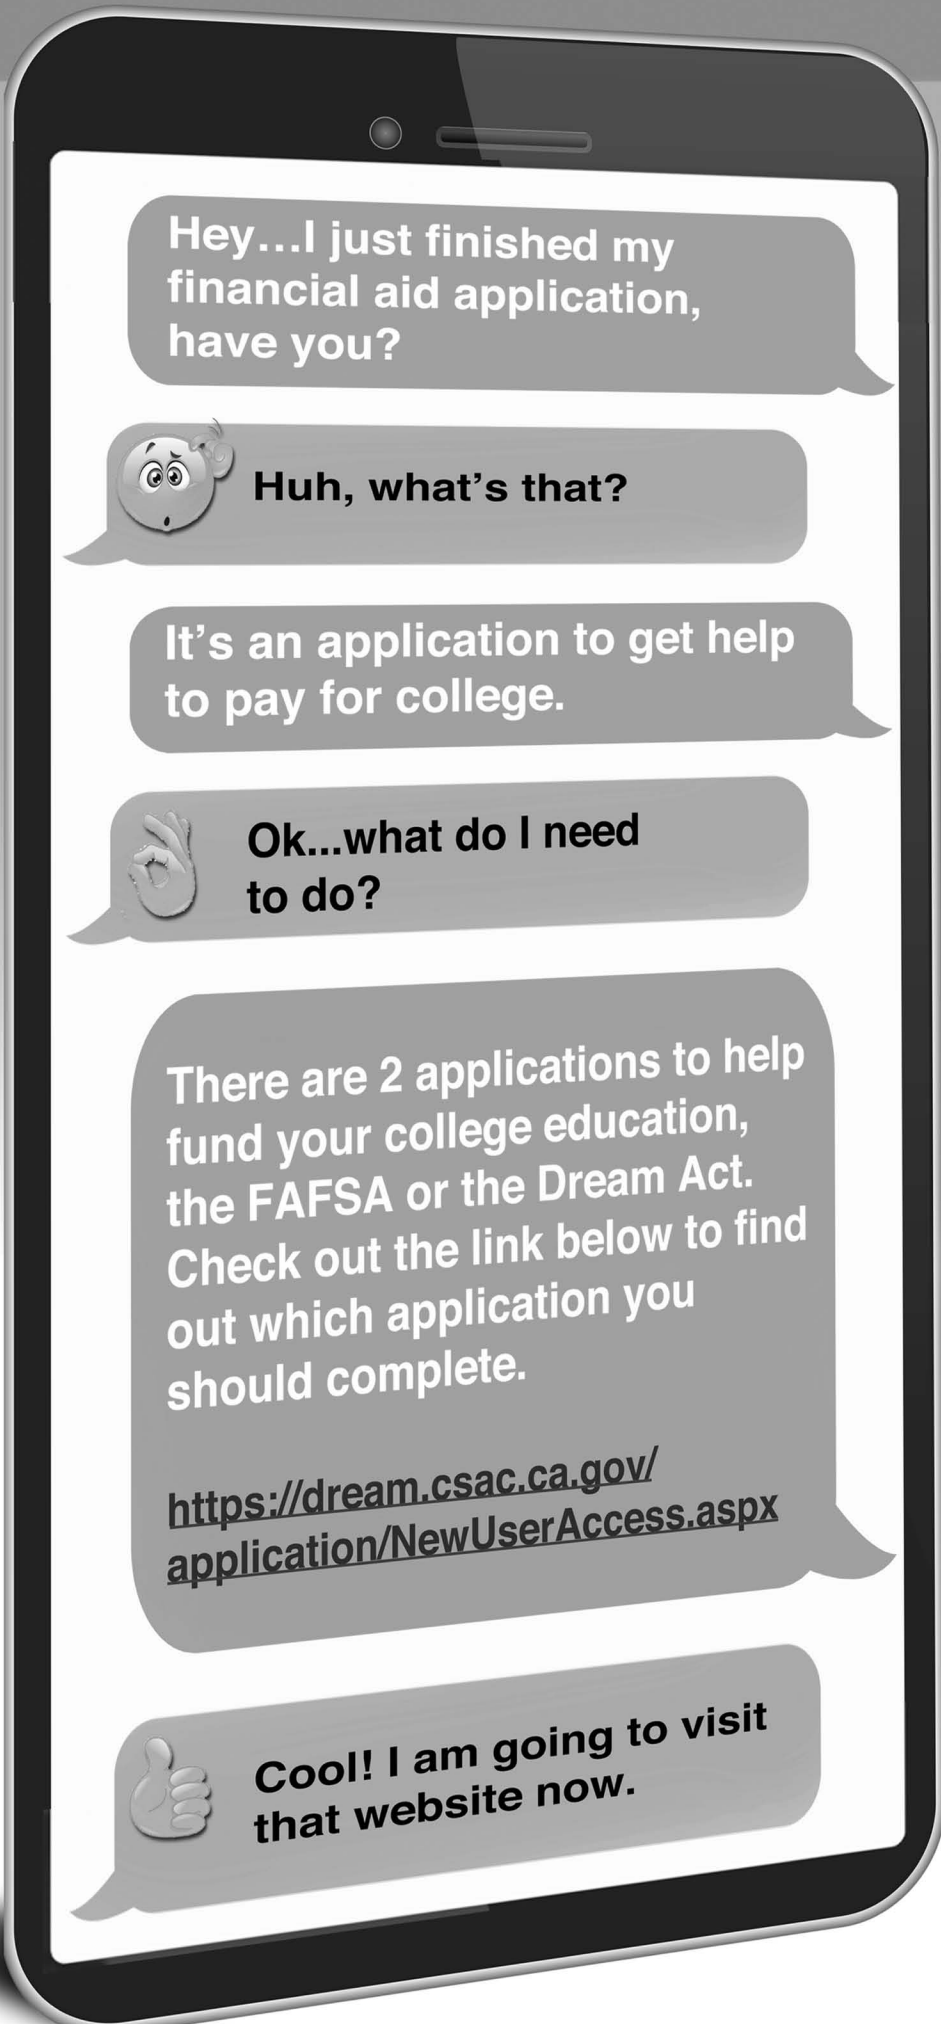 Hey...I just finished my
financial aid application,
have you?
Huh, what's that?
It's an application to get help
to pay for college.
Ok...what do I need
to do?
There are 2 applications to help
fund your college education,
the FAFSA or the Dream Act.
Check out the link below to find
out which application you
should complete.
https://dream.csac.ca.gov/
application/NewUserAccess.aspx
Cool! I am going to visit
that website now.